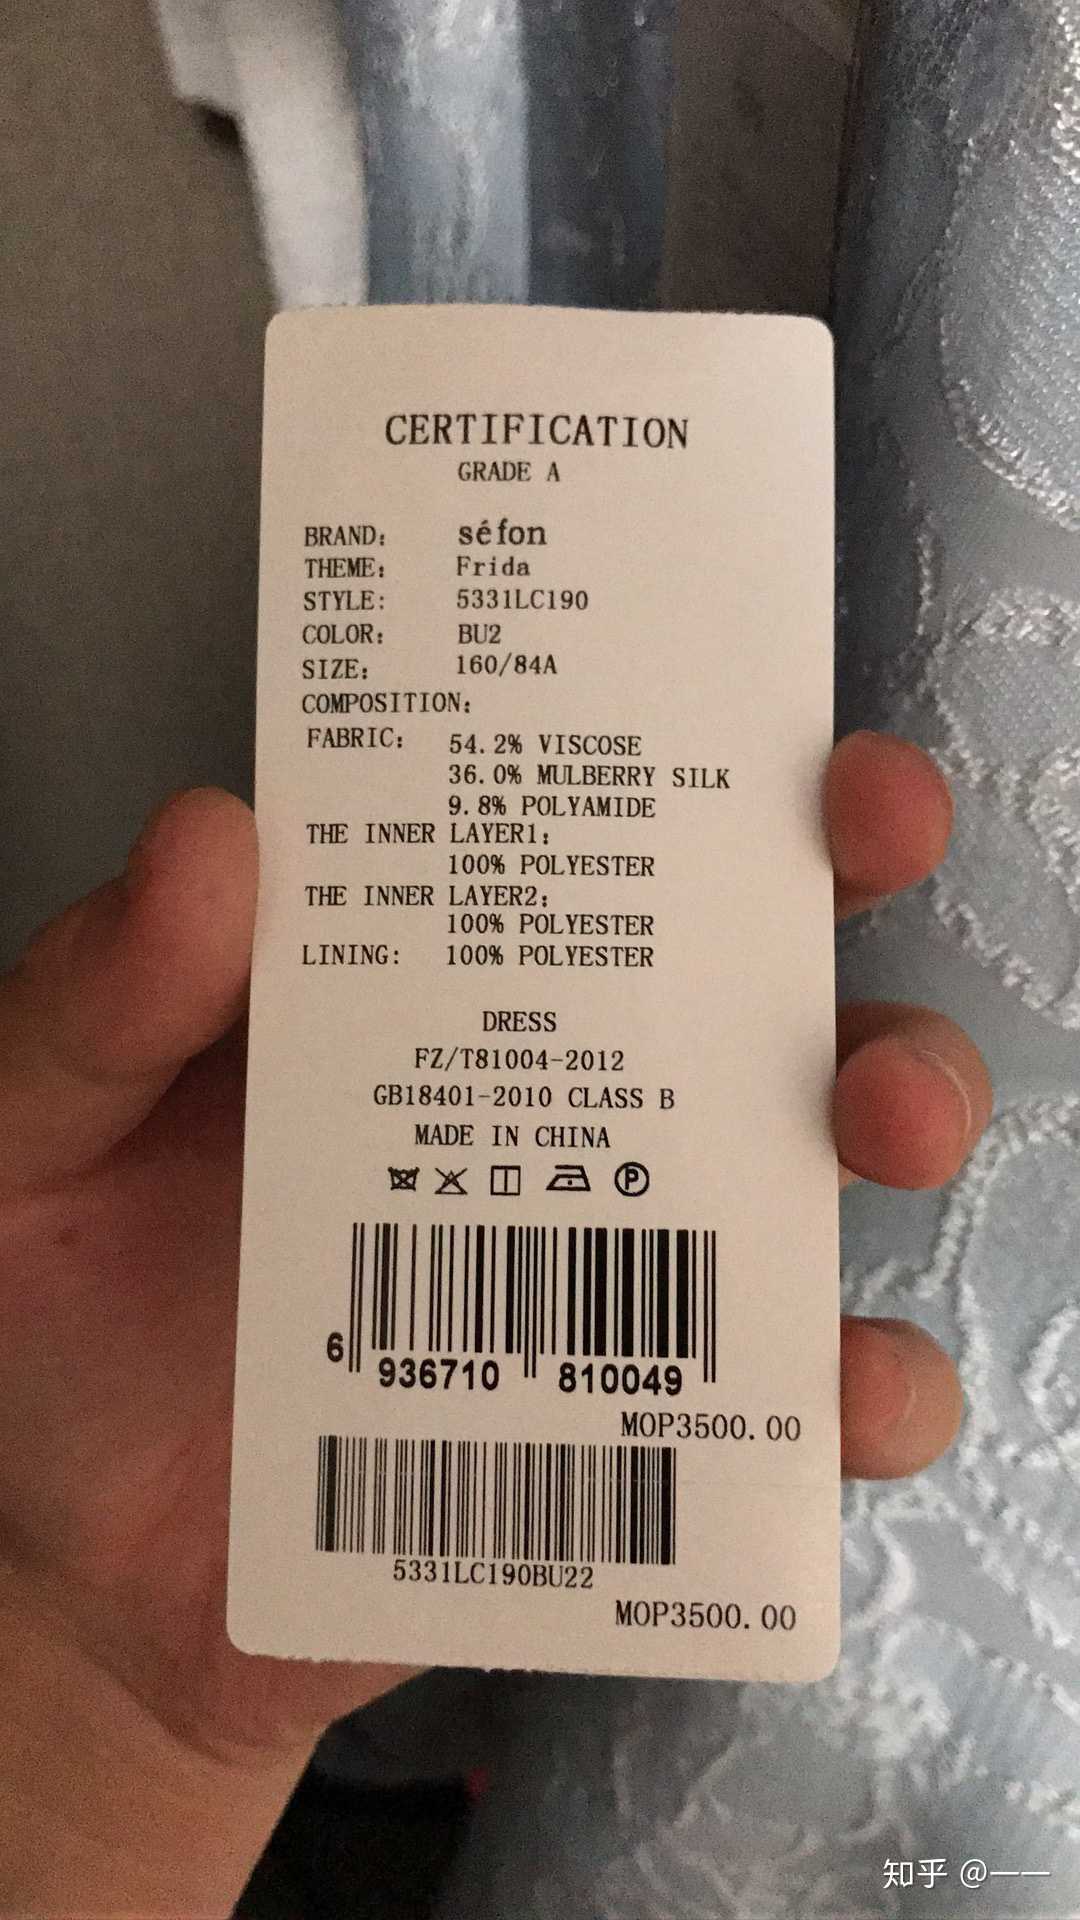 CERTIFICATION
GRADE A
BRAND: séfon
THEME: Frida
STYLE: 5331LC190
COLOR: BU2
SIZE: 160/84A
COMPOSITION:
FABRIC: 54.2% VISCOSE
36.0% MULBERRY SILK
9.8% POLYAMIDE
THE INNER LAYER1:
100% POLYESTER
THE INNER LAYER2:
100% POLYESTER
LINING: 100% POLYESTER
DRESS
FZ/T81004-2012
GB18401-2010 CLASS B
MADE IN CHINA
P
6 936710 810049
MOP3500.00
5331LC190BU22
MOP3500.00
知乎 @一一